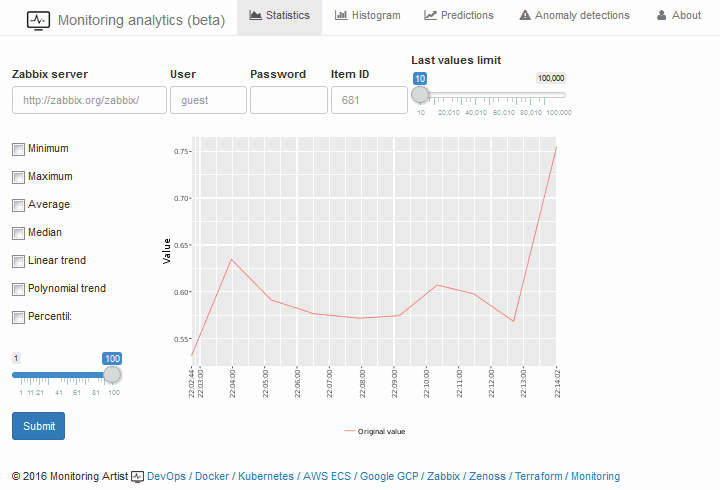 Monitoring analytics (beta) Statistics Histogram Predictions Anomaly detections About
Zabbix server User Password Item ID Last values limit
10 100,000
http://zabbix.org/zabbix/ guest 681
10 20,010 40,010 60,010 80,010 100,000
Minimum
Maximum
Average
Median
Linear trend
Polynomial trend
Percentil:
1 100
1 11 21 41 61 81 100
Submit
Value
0.75
0.70
0.65
0.60
0.55
22:02:44 22:03:00 22:04:00 22:05:00 22:06:00 22:07:00 22:08:00 22:09:00 22:10:00 22:11:00 22:12:00 22:13:00 22:14:02
Original value
© 2016 Monitoring Artist DevOps / Docker / Kubernetes / AWS ECS / Google GCP / Zabbix / Zenoss / Terraform / Monitoring